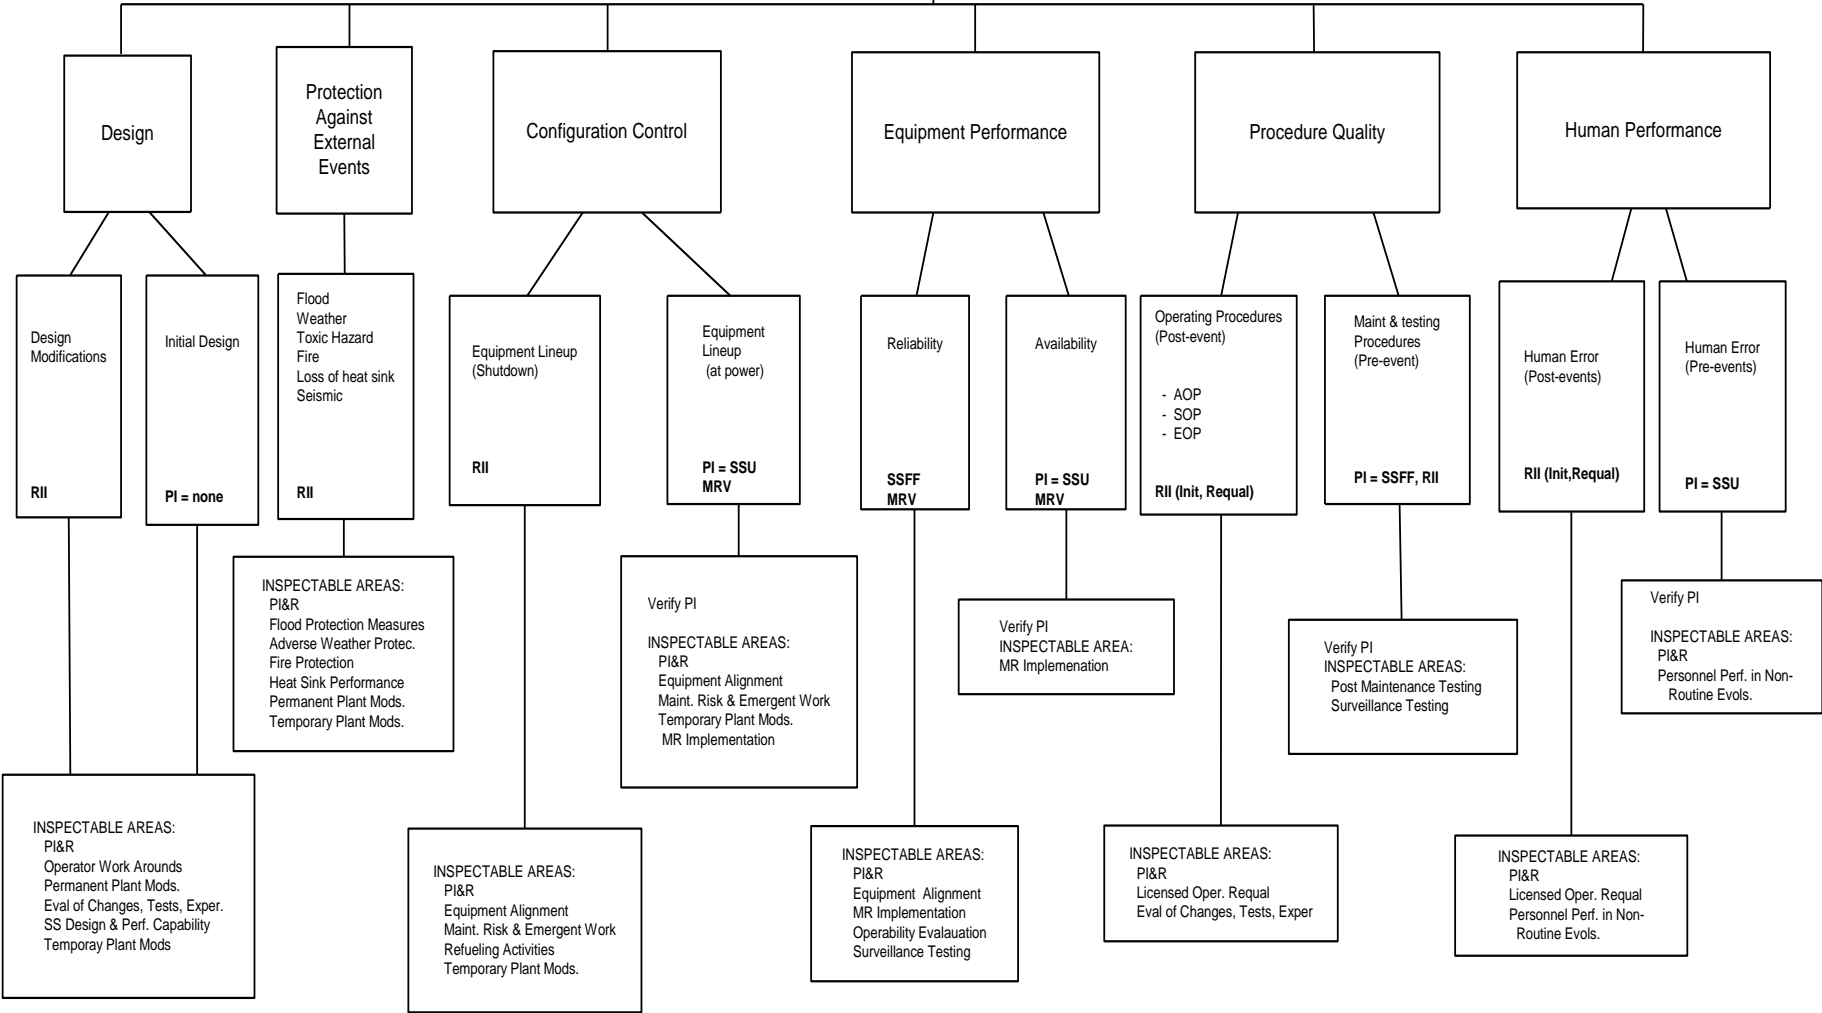 Design
Protection
Against
External
Events
Configuration Control
Equipment Performance
Procedure Quality
Human Performance
Design
Modifications
RII
Initial Design
PI = none
Flood
Weather
Toxic Hazard
Fire
Loss of heat sink
Seismic
RII
Equipment Lineup
(Shutdown)
RII
Equipment
Lineup
(at power)
PI = SSU
MRV
Reliability
SSFF
MRV
Availability
PI = SSU
MRV
Operating Procedures
(Post-event)
- AOP
- SOP
- EOP
RII (Init, Requal)
Maint & testing
Procedures
(Pre-event)
PI = SSFF, RII
Human Error
(Post-events)
RII (Init,Requal)
Human Error
(Pre-events)
PI = SSU
INSPECTABLE AREAS:
PI&R
Operator Work Arounds
Permanent Plant Mods.
Eval of Changes, Tests, Exper.
SS Design & Perf. Capability
Temporay Plant Mods
INSPECTABLE AREAS:
PI&R
Flood Protection Measures
Adverse Weather Protec.
Fire Protection
Heat Sink Performance
Permanent Plant Mods.
Temporary Plant Mods.
INSPECTABLE AREAS:
PI&R
Equipment Alignment
Maint. Risk & Emergent Work
Refueling Activities
Temporary Plant Mods.
Verify PI
INSPECTABLE AREAS:
PI&R
Equipment Alignment
Maint. Risk & Emergent Work
Temporary Plant Mods.
MR Implementation
INSPECTABLE AREAS:
PI&R
Equipment Alignment
MR Implementation
Operability Evalauation
Surveillance Testing
Verify PI
INSPECTABLE AREA:
MR Implemenation
INSPECTABLE AREAS:
PI&R
Licensed Oper. Requal
Eval of Changes, Tests, Exper
Verify PI
INSPECTABLE AREAS:
Post Maintenance Testing
Surveillance Testing
INSPECTABLE AREAS:
PI&R
Licensed Oper. Requal
Personnel Perf. in Non-
Routine Evols.
Verify PI
INSPECTABLE AREAS:
PI&R
Personnel Perf. in Non-
Routine Evols.